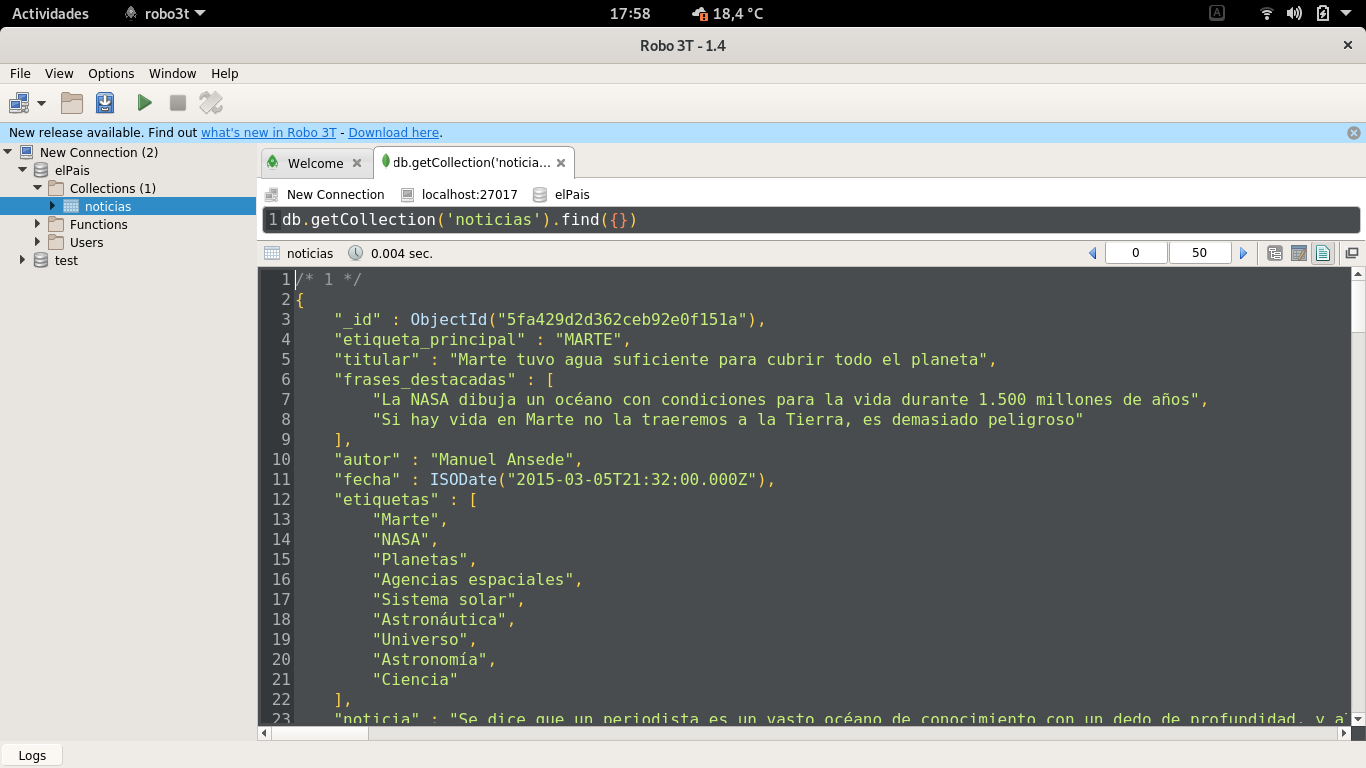 Actividades robo3t 17:58 18,4 °C A
Robo 3T - 1.4
File View Options Window Help
New release available. Find out what's new in Robo 3T - Download here.
New Connection (2)
elPais
Collections (1)
noticias
Functions
Users
test
Welcome db.getCollection('noticia...
New Connection localhost:27017 elPais
1 db.getCollection('noticias').find({})
noticias 0.004 sec. 0 50
1 /* 1 */
2 {
3 "_id" : ObjectId("5fa429d2d362ceb92e0f151a"),
4 "etiqueta_principal" : "MARTE",
5 "titular" : "Marte tuvo agua suficiente para cubrir todo el planeta",
6 "frases_destacadas" : [
7 "La NASA dibuja un océano con condiciones para la vida durante 1.500 millones de años",
8 "Si hay vida en Marte no la traeremos a la Tierra, es demasiado peligroso"
9 ],
10 "autor" : "Manuel Ansede",
11 "fecha" : ISODate("2015-03-05T21:32:00.000Z"),
12 "etiquetas" : [
13 "Marte",
14 "NASA",
15 "Planetas",
16 "Agencias espaciales",
17 "Sistema solar",
18 "Astronáutica",
19 "Universo",
20 "Astronomía",
21 "Ciencia"
22 ],
23 "noticia" : "Se dice que un periodista es un vasto océano de conocimiento con un dedo de profundidad, y
Logs